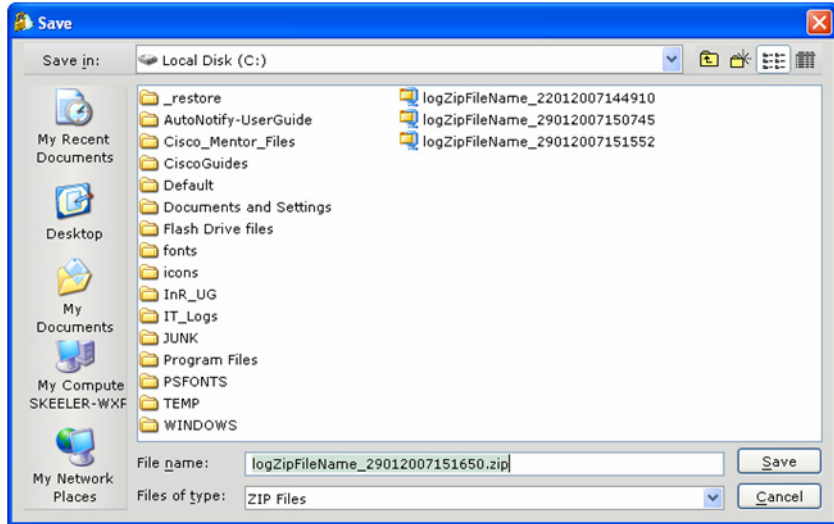 Save
Save in:
Local Disk (C:)
My Recent
Documents
Desktop
My
Documents
My Compute
SKEELER-WXP
My Network
Places
_restore
AutoNotify-UserGuide
Cisco_Mentor_Files
CiscoGuides
Default
Documents and Settings
Flash Drive files
fonts
icons
InR_UG
IT_Logs
JUNK
Program Files
PSFONTS
TEMP
WINDOWS
logZipFileName_22012007144910
logZipFileName_29012007150745
logZipFileName_29012007151552
File name:
logZipFileName_29012007151650.zip
Save
Files of type:
ZIP Files
Cancel